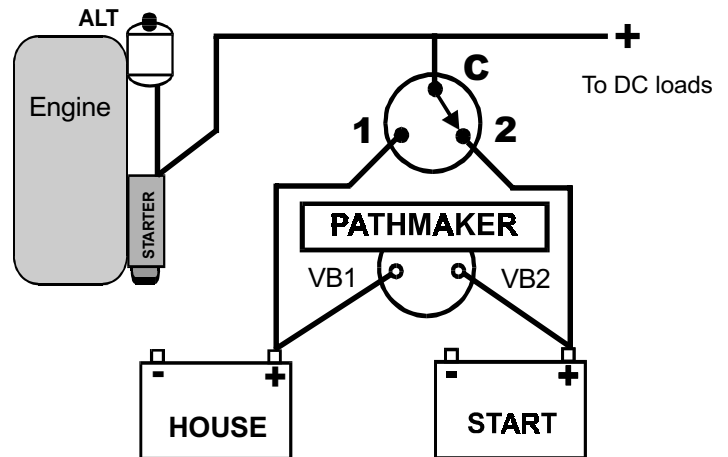 ALT
+
C
To DC loads
Engine
1
2
STARTER
PATHMAKER
VB1
VB2
- +
- +
HOUSE
START